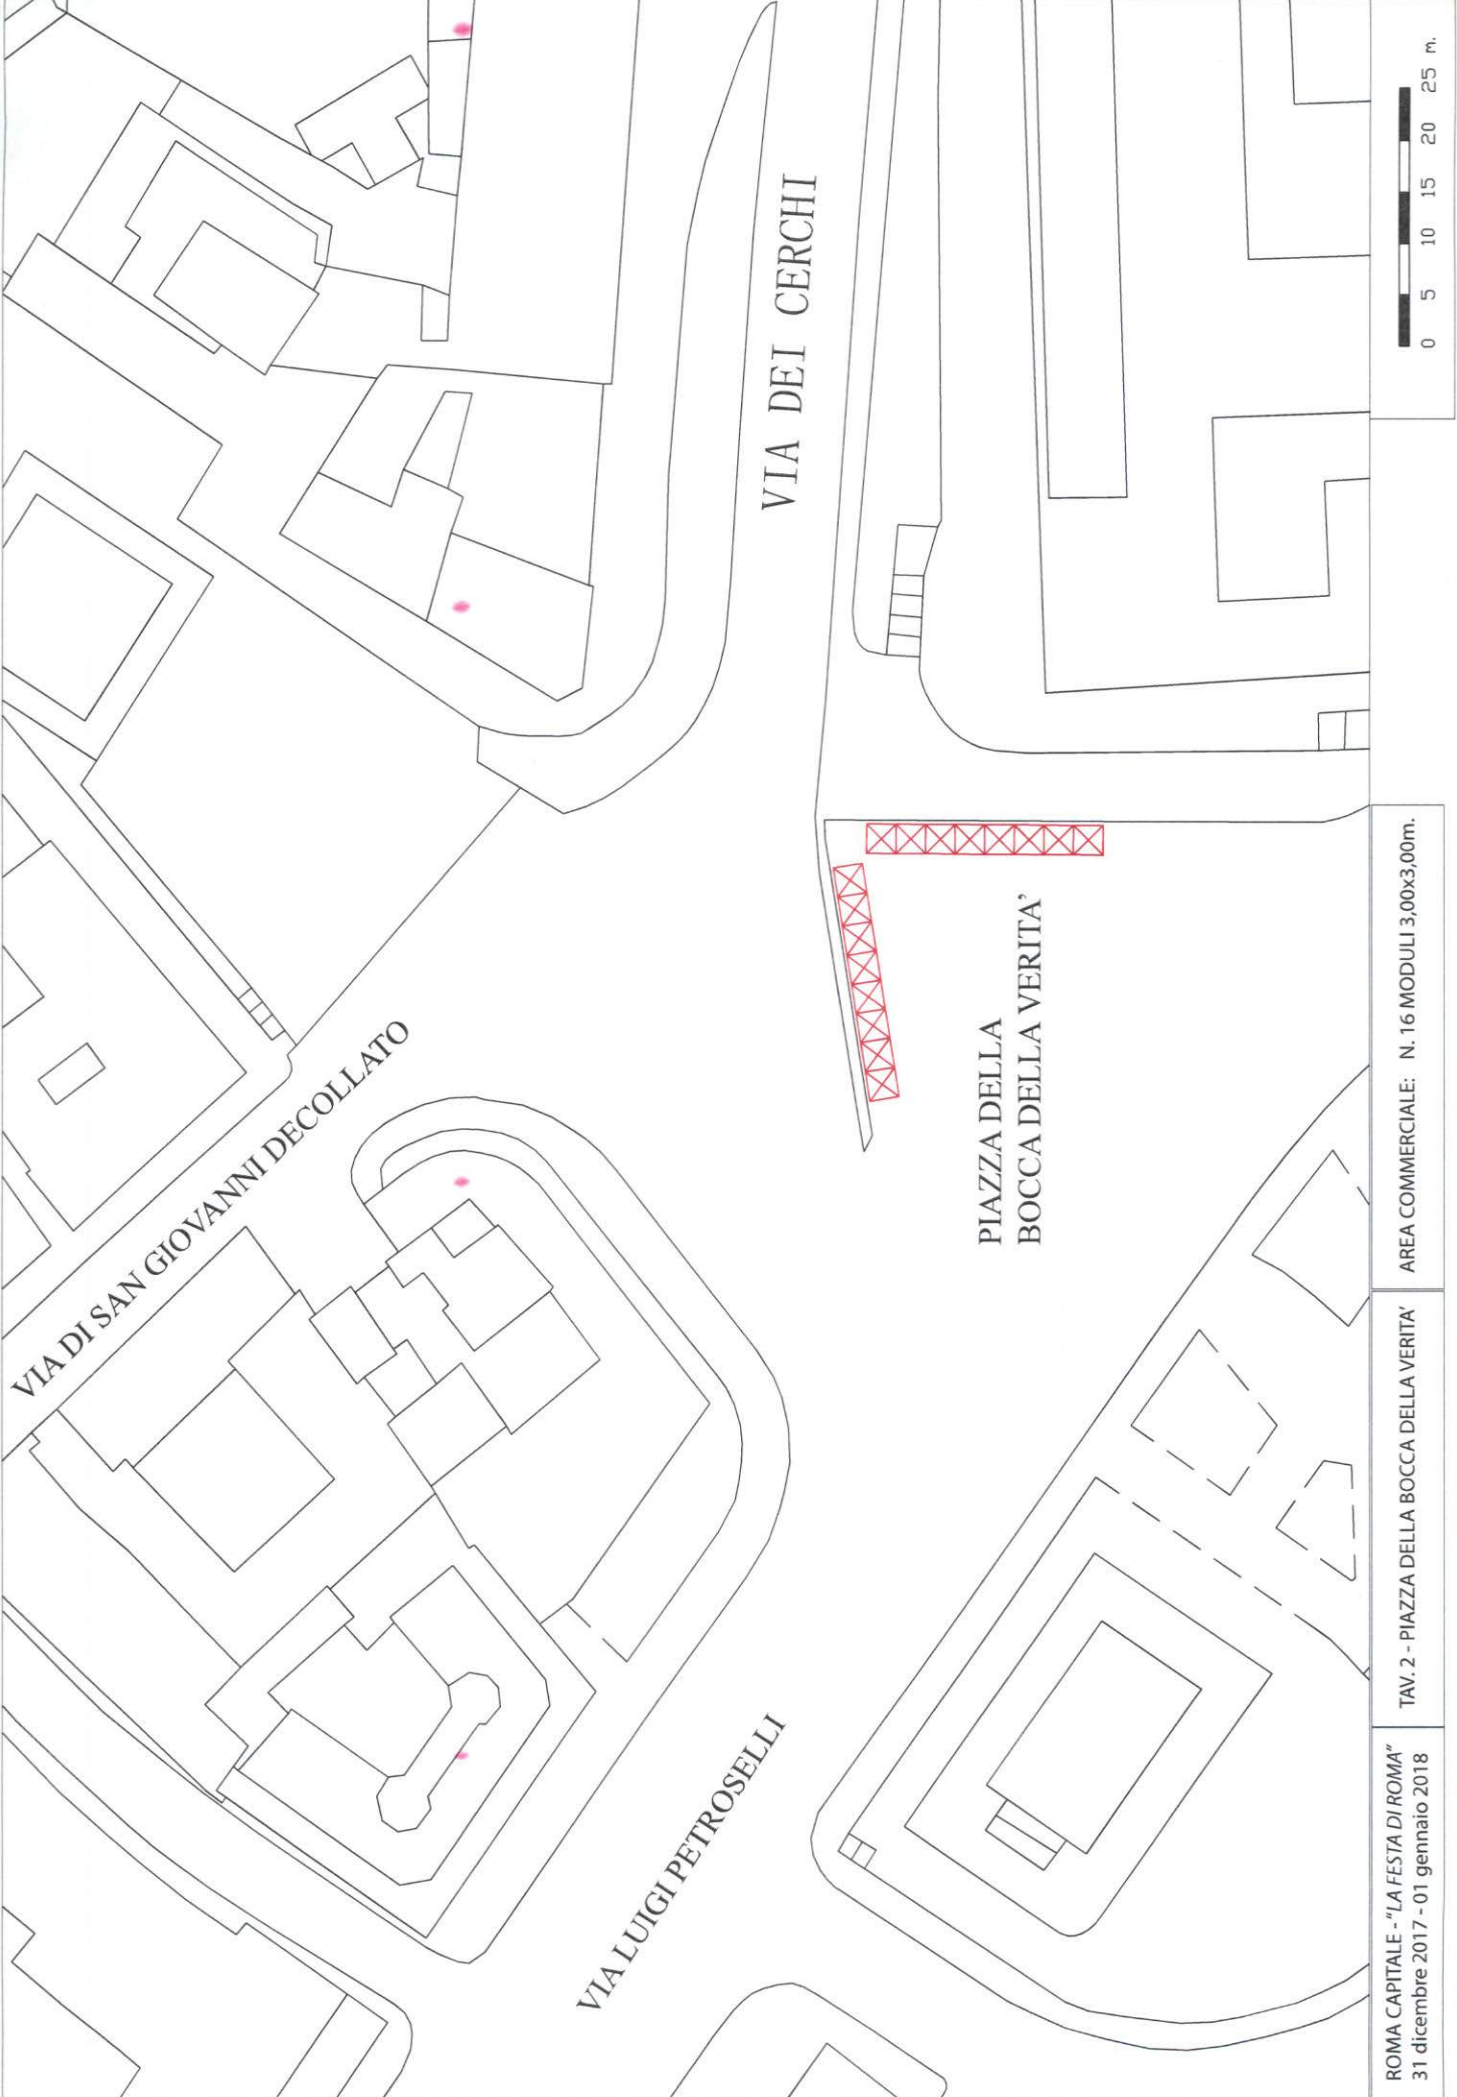 VIA DI SAN GIOVANNI DECOLLATO
VIA DEI CERCHI
PIAZZA DELLA
BOCCA DELLA VERITA'
VIA LUIGI PETROSELLI
ROMA CAPITALE - "LA FESTA DI ROMA"
31 dicembre 2017 - 01 gennaio 2018
TAV. 2 - PIAZZA DELLA BOCCA DELLA VERITA'
AREA COMMERCIALE: N. 16 MODULI 3,00x3,00m.
0 5 10 15 20 25 m.